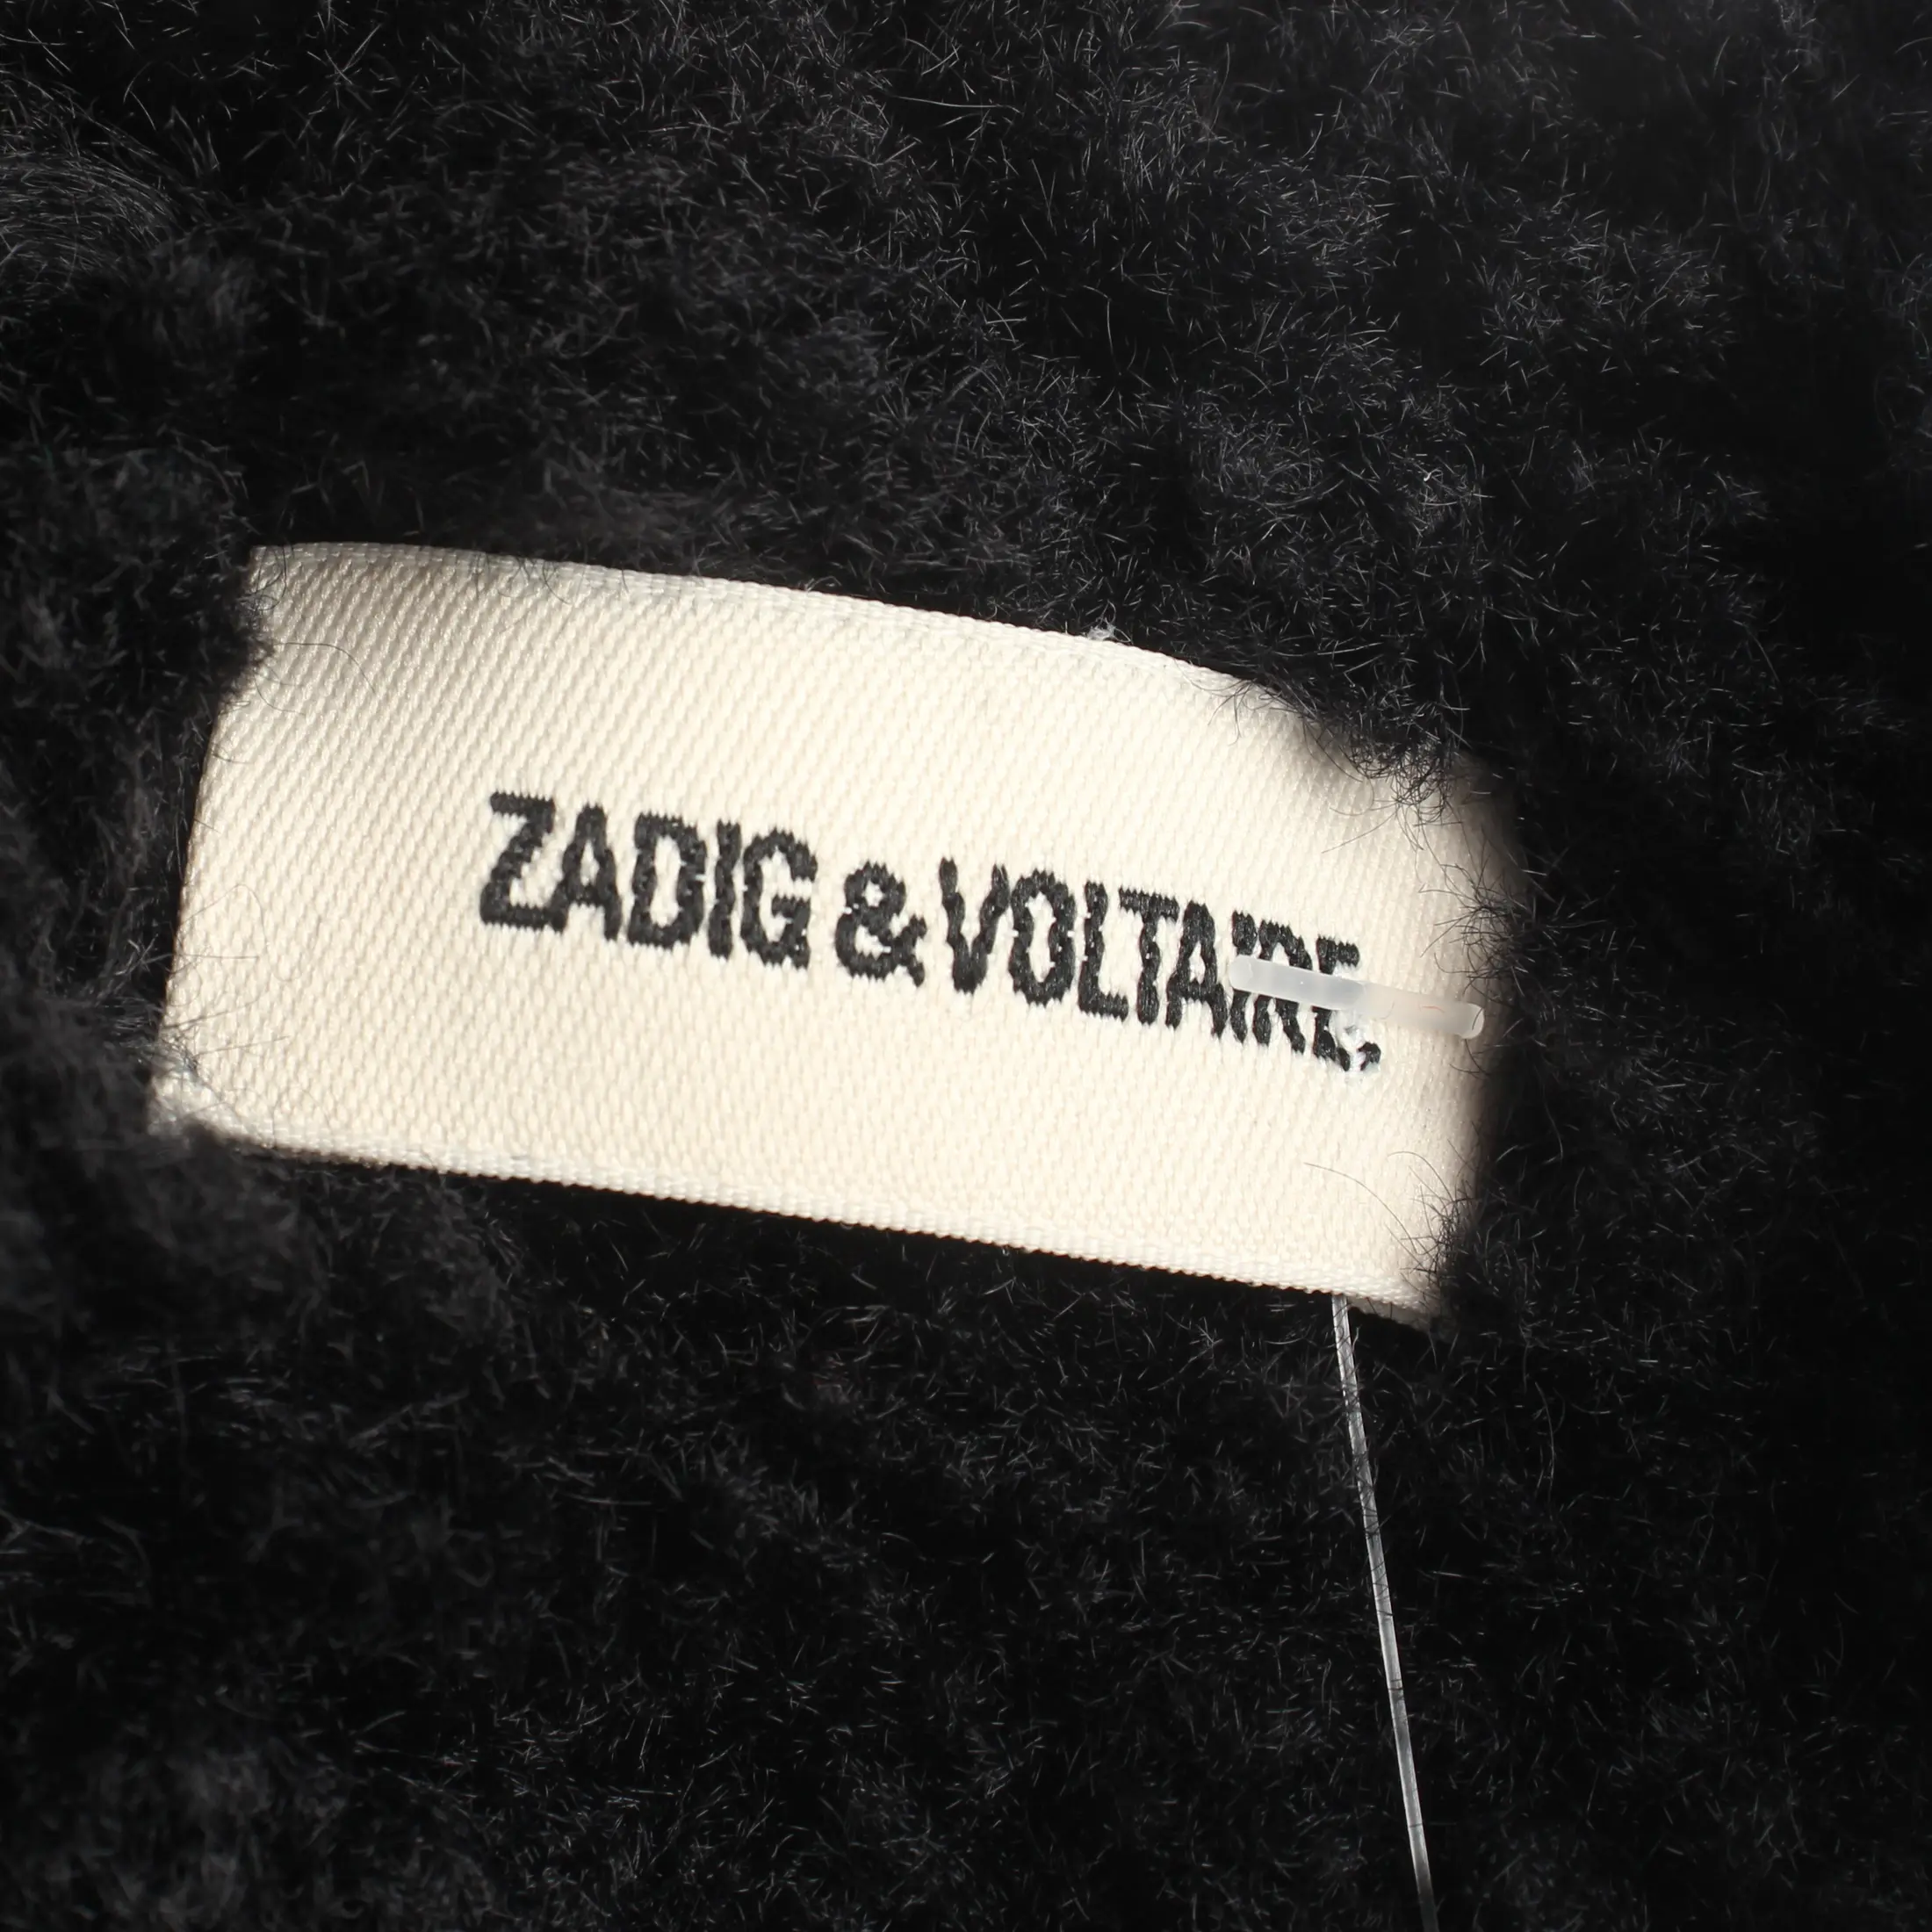 ZADIG & VOLTAIRE,